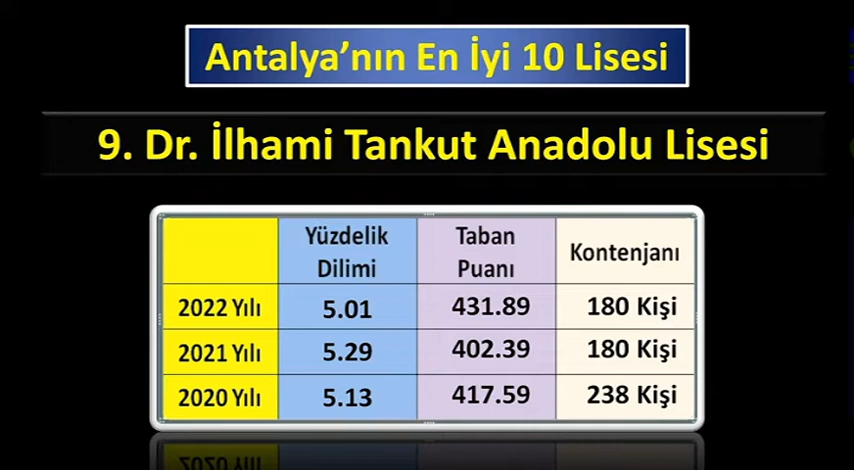 Antalya’nın En İyi 10 Lisesi
9. Dr. İlhami Tankut Anadolu Lisesi
Yüzdelik Dilimi Taban Puanı Kontenjanı
2022 Yılı 5.01 431.89 180 Kişi
2021 Yılı 5.29 402.39 180 Kişi
2020 Yılı 5.13 417.59 238 Kişi